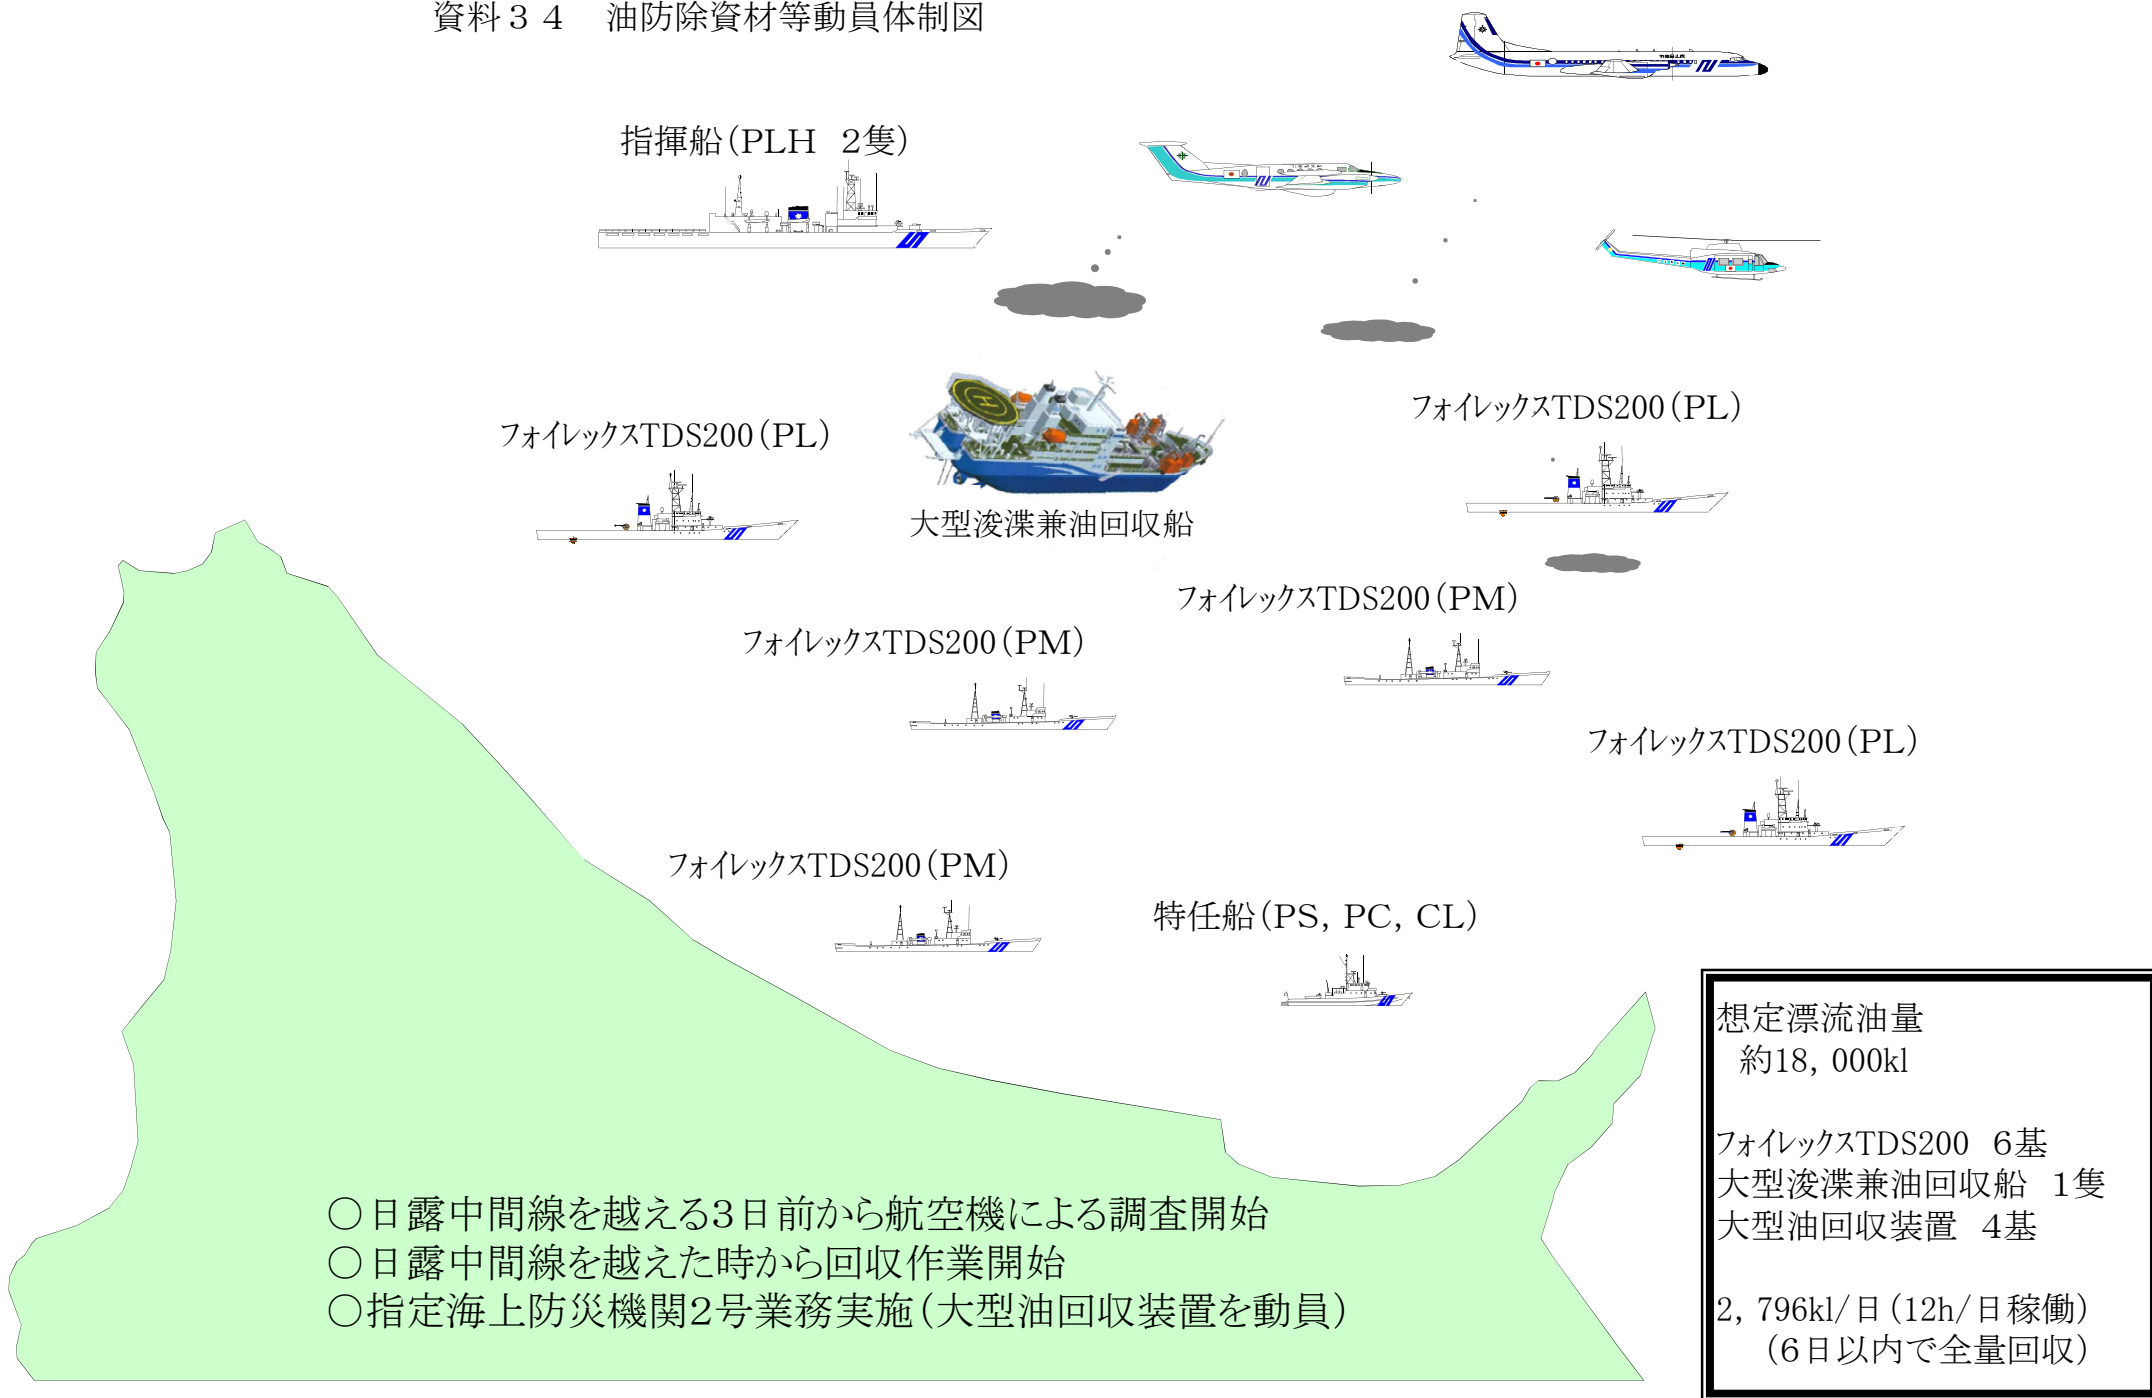 資料３４　油防除資材等動員体制図
指揮船(PLH　2隻)
フォイレックスTDS200(PL)
フォイレックスTDS200(PL)
大型浚渫兼油回収船
フォイレックスTDS200(PM)
フォイレックスTDS200(PM)
フォイレックスTDS200(PL)
フォイレックスTDS200(PM)
特任船(PS, PC, CL)
○日露中間線を越える3日前から航空機による調査開始
○日露中間線を越えた時から回収作業開始
○指定海上防災機関2号業務実施(大型油回収装置を動員)
想定漂流油量
約18, 000kl
フォイレックスTDS200　6基
大型浚渫兼油回収船　1隻
大型油回収装置　4基
2, 796kl/日(12h/日稼働)
(6日以内で全量回収)